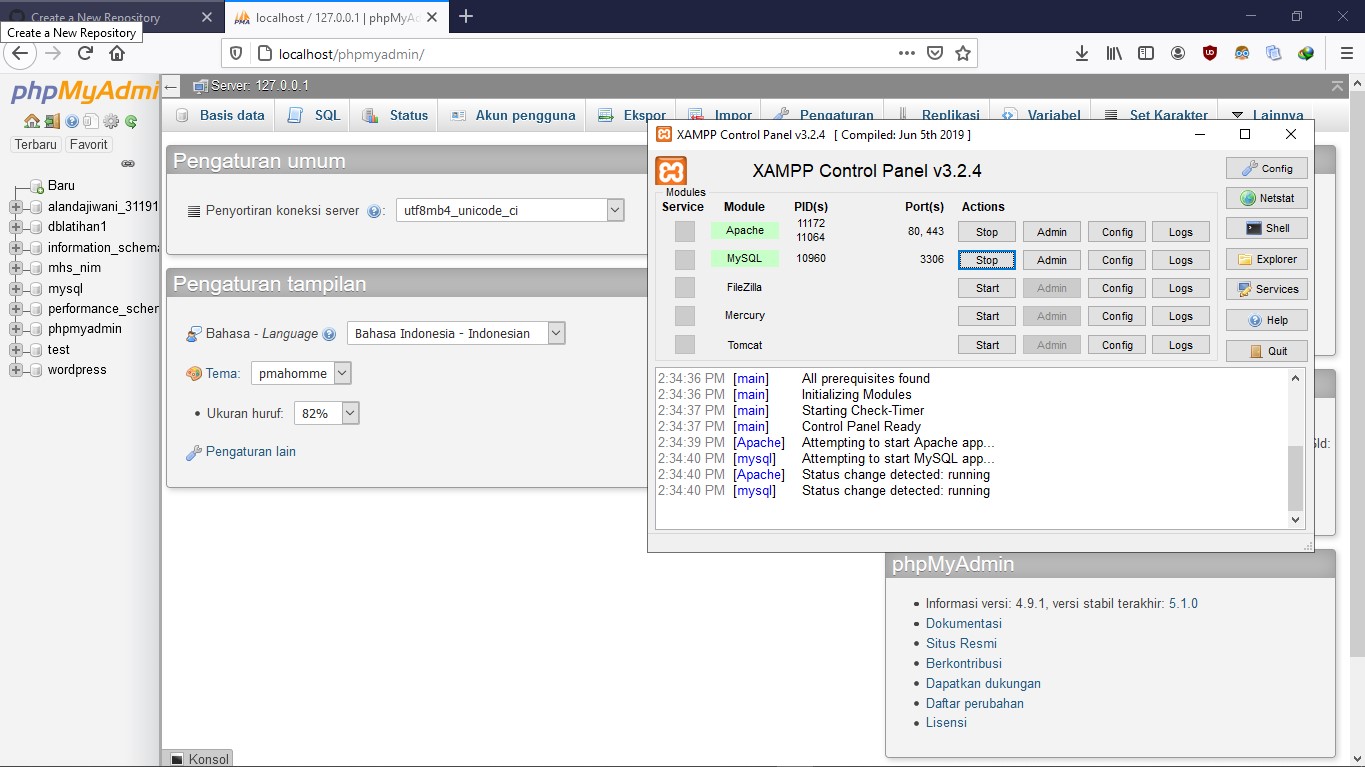 Create a New Repository
localhost / 127.0.0.1 | phpMyAd
Create a New Repository
localhost/phpmyadmin/
phpMyAdmi
Terbaru Favorit
Baru
alandajiwani_31191
dblatihan1
information_schema
mhs_nim
mysql
performance_schem
phpmyadmin
test
wordpress
Server: 127.0.0.1
Basis data SQL Status Akun pengguna Ekspor Impor Pengaturan Replikasi Variabel Set Karakter Lainnya
Pengaturan umum
Penyortiran koneksi server : utf8mb4_unicode_ci
Pengaturan tampilan
Bahasa - Language Bahasa Indonesia - Indonesian
Tema: pmahomme
• Ukuran huruf: 82%
Pengaturan lain
Konsol
XAMPP Control Panel v3.2.4 [ Compiled: Jun 5th 2019 ]
XAMPP Control Panel v3.2.4
Modules
Service Module PID(s) Port(s) Actions
Apache 11172 11064 80, 443 Stop Admin Config Logs
MySQL 10960 3306 Stop Admin Config Logs
FileZilla Start Admin Config Logs
Mercury Start Admin Config Logs
Tomcat Start Admin Config Logs
Config
Netstat
Shell
Explorer
Services
Help
Quit
2:34:36 PM [main] All prerequisites found
2:34:36 PM [main] Initializing Modules
2:34:37 PM [main] Starting Check-Timer
2:34:37 PM [main] Control Panel Ready
2:34:39 PM [Apache] Attempting to start Apache app...
2:34:40 PM [mysql] Attempting to start MySQL app...
2:34:40 PM [Apache] Status change detected: running
2:34:40 PM [mysql] Status change detected: running
phpMyAdmin
• Informasi versi: 4.9.1, versi stabil terakhir: 5.1.0
• Dokumentasi
• Situs Resmi
• Berkontribusi
• Dapatkan dukungan
• Daftar perubahan
• Lisensi